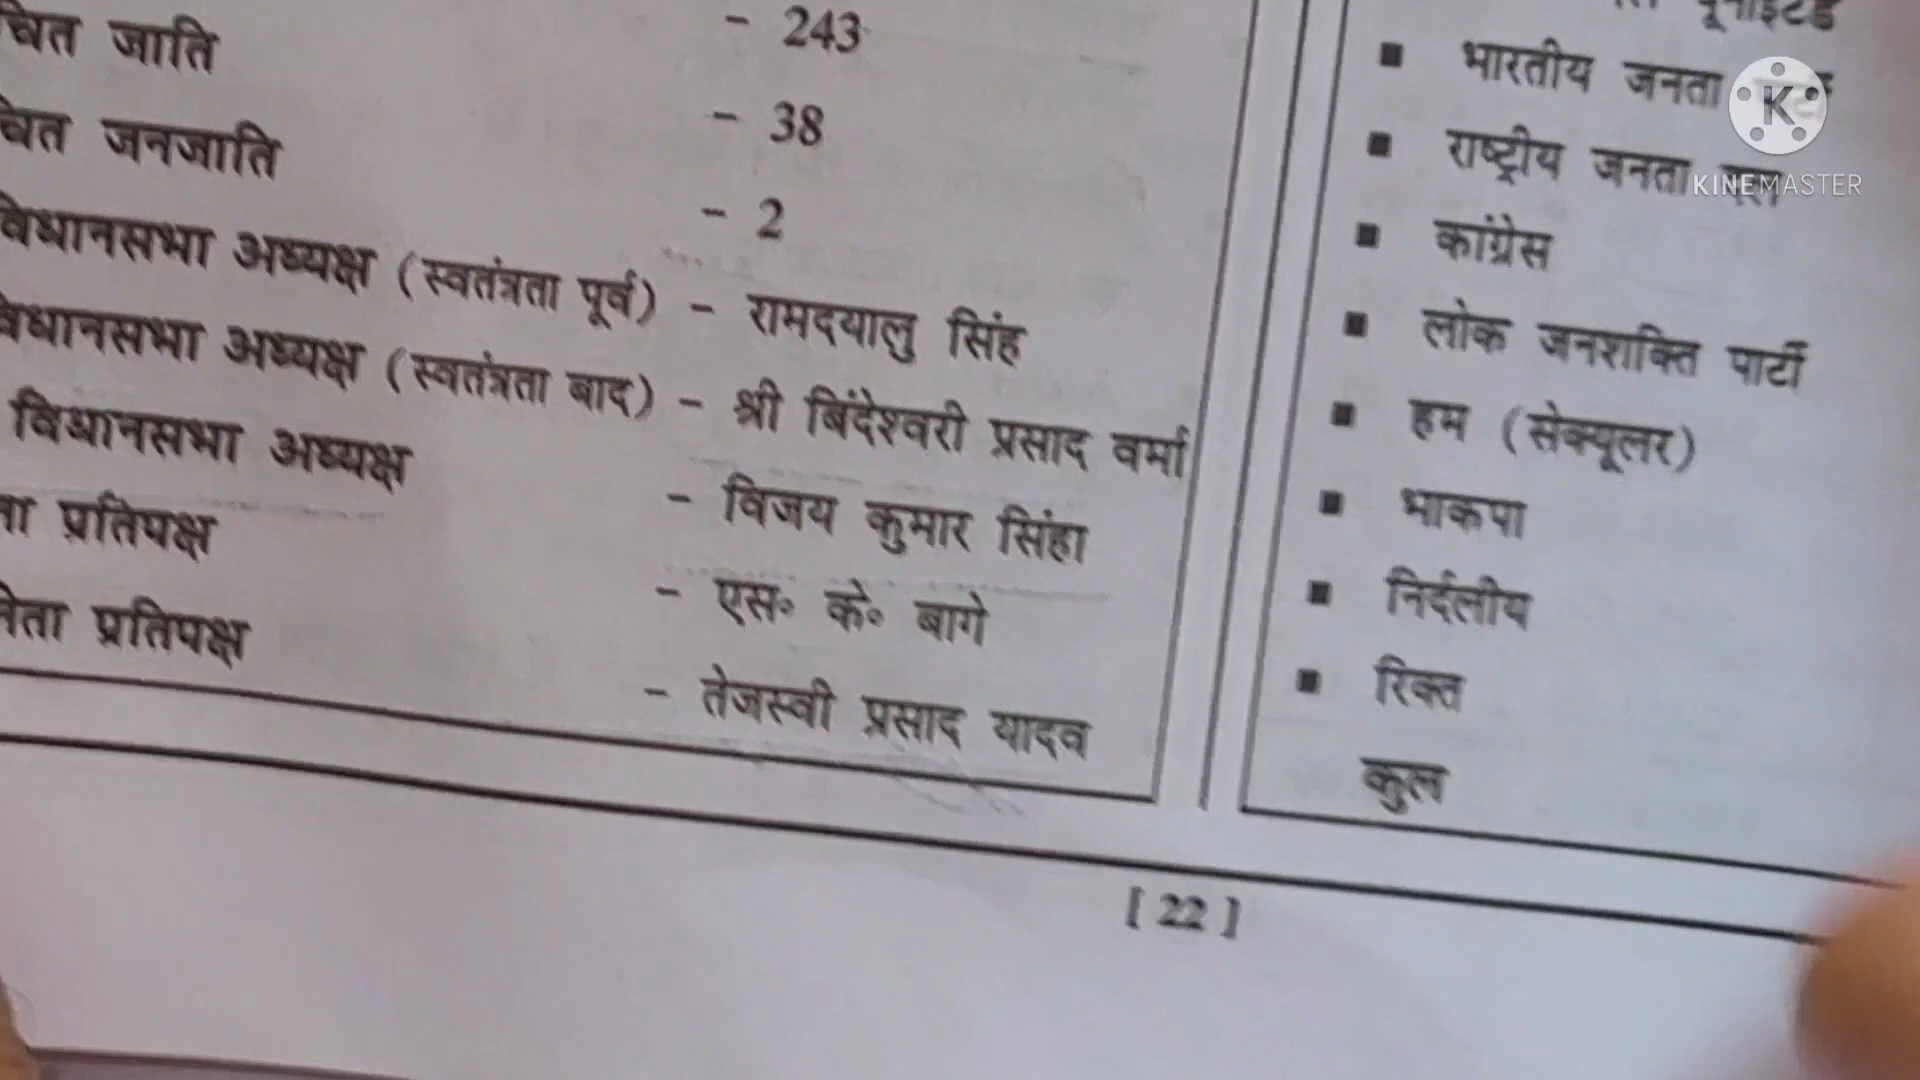 - 243
चित जाति
- 38
चित जनजाति
- 2
विधानसभा अध्यक्ष (स्वतंत्रता पूर्व) - रामदयालु सिंह
विधानसभा अध्यक्ष (स्वतंत्रता बाद) - श्री बिंदेश्वरी प्रसाद वर्मा
विधानसभा अध्यक्ष - विजय कुमार सिंहा
ता प्रतिपक्ष - एस॰ के॰ बागे
नेता प्रतिपक्ष - तेजस्वी प्रसाद यादव
यूनाइटेड
■ भारतीय जनता
■ राष्ट्रीय जनता दल
■ कांग्रेस
■ लोक जनशक्ति पार्टी
■ हम (सेक्यूलर)
■ भाकपा
■ निर्दलीय
■ रिक्त
कुल
[ 22 ]
K
KINEMASTER